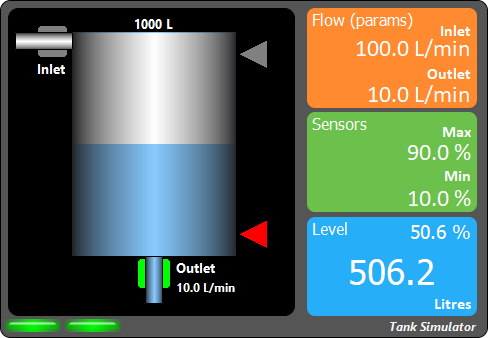 1000 L
Inlet
Outlet
10.0 L/min
Flow (params)
Inlet
100.0 L/min
Outlet
10.0 L/min
Sensors
Max
90.0 %
Min
10.0 %
Level 50.6 %
506.2
Litres
Tank Simulator